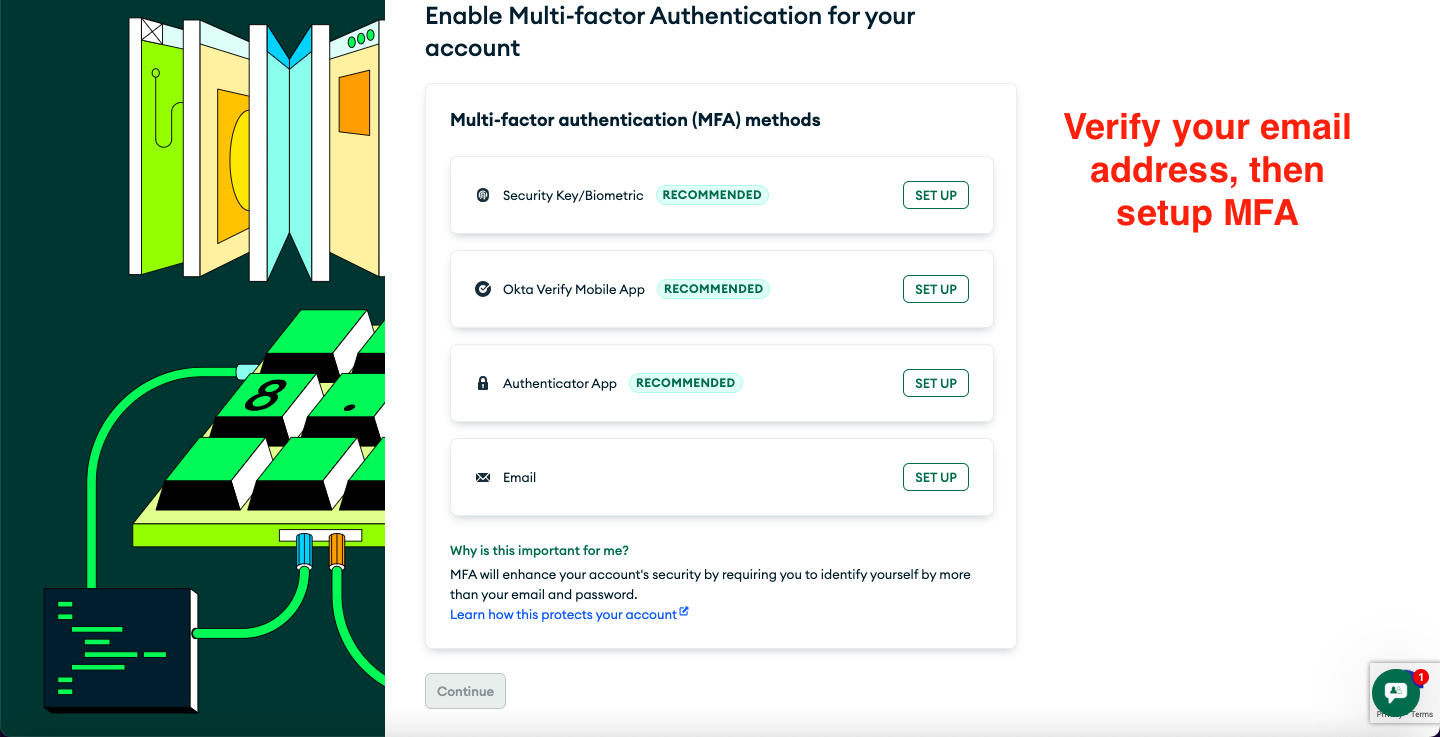 Enable Multi-factor Authentication for your
account
Multi-factor authentication (MFA) methods
Security Key/Biometric RECOMMENDED SET UP
Okta Verify Mobile App RECOMMENDED SET UP
Authenticator App RECOMMENDED SET UP
Email SET UP
Why is this important for me?
MFA will enhance your account's security by requiring you to identify yourself by more
than your email and password.
Learn how this protects your account
Continue
Verify your email
address, then
setup MFA
8 .
1
Terms